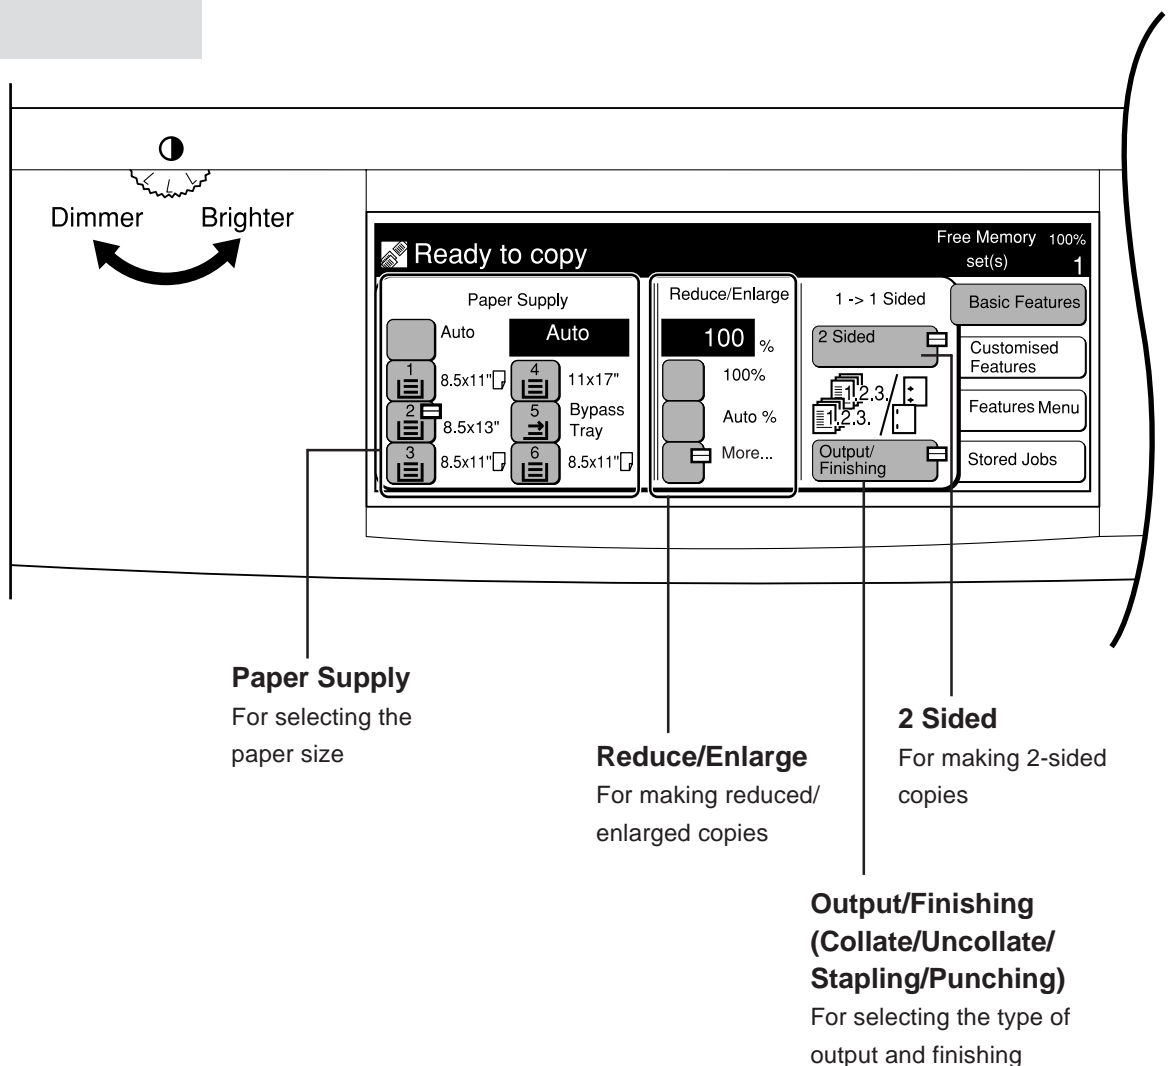 Dimmer Brighter
Ready to copy
Free Memory 100%
set(s) 1
Paper Supply
Auto Auto
1 8.5x11" 4 11x17"
2 8.5x13" 5 Bypass Tray
3 8.5x11" 6 8.5x11"
Reduce/Enlarge
100 %
100%
Auto %
More...
1 -> 1 Sided
2 Sided
1.2.3.
1.2.3.
Output/
Finishing
Basic Features
Customised
Features
Features Menu
Stored Jobs
Paper Supply
For selecting the
paper size
Reduce/Enlarge
For making reduced/
enlarged copies
2 Sided
For making 2-sided
copies
Output/Finishing
(Collate/Uncollate/
Stapling/Punching)
For selecting the type of
output and finishing